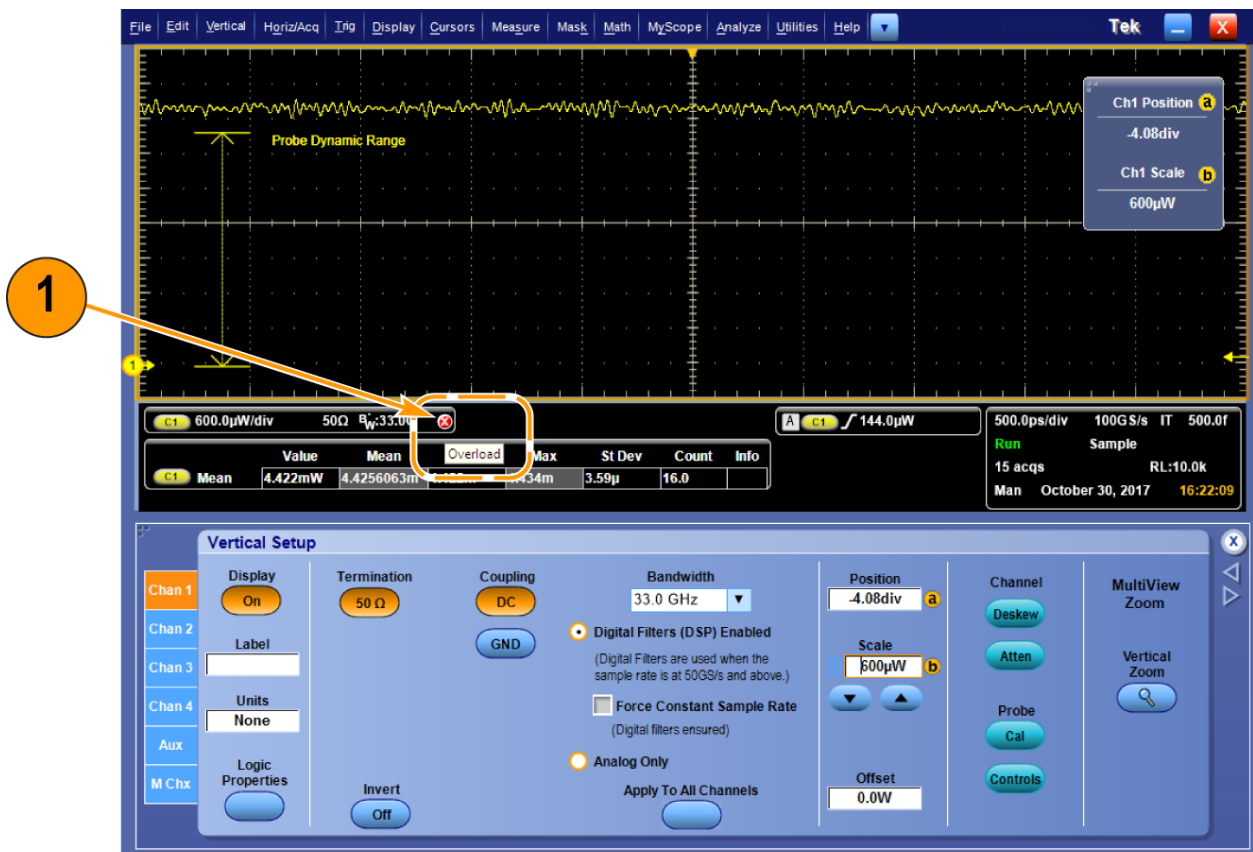 File Edit Vertical Horiz/Acq Trig Display Cursors Measure Mask Math MyScope Analyze Utilities Help Tek X
Ch1 Position a
-4.08div
Ch1 Scale b
600µW
Probe Dynamic Range
1
1
C1 600.0µW/div 50Ω BW:33.0G
A C1 144.0µW
500.0ps/div 100GS/s IT 500.0f
Run Sample
15 acqs RL:10.0k
Man October 30, 2017 16:22:09
Overload
Value Mean Max St Dev Count Info
C1 Mean 4.422mW 4.4256063m 3.59µ 16.0
Vertical Setup
X
Chan 1
Chan 2
Chan 3
Chan 4
Aux
M Chx
Display
On
Label
Units
None
Logic
Properties
Termination
50 Ω
Invert
Off
Coupling
DC
GND
Bandwidth
33.0 GHz
Digital Filters (DSP) Enabled
(Digital Filters are used when the
sample rate is at 50GS/s and above.)
Force Constant Sample Rate
(Digital filters ensured)
Analog Only
Apply To All Channels
Position
-4.08div a
Scale
600µW b
Offset
0.0W
Channel
Deskew
Atten
Probe
Cal
Controls
MultiView
Zoom
Vertical
Zoom